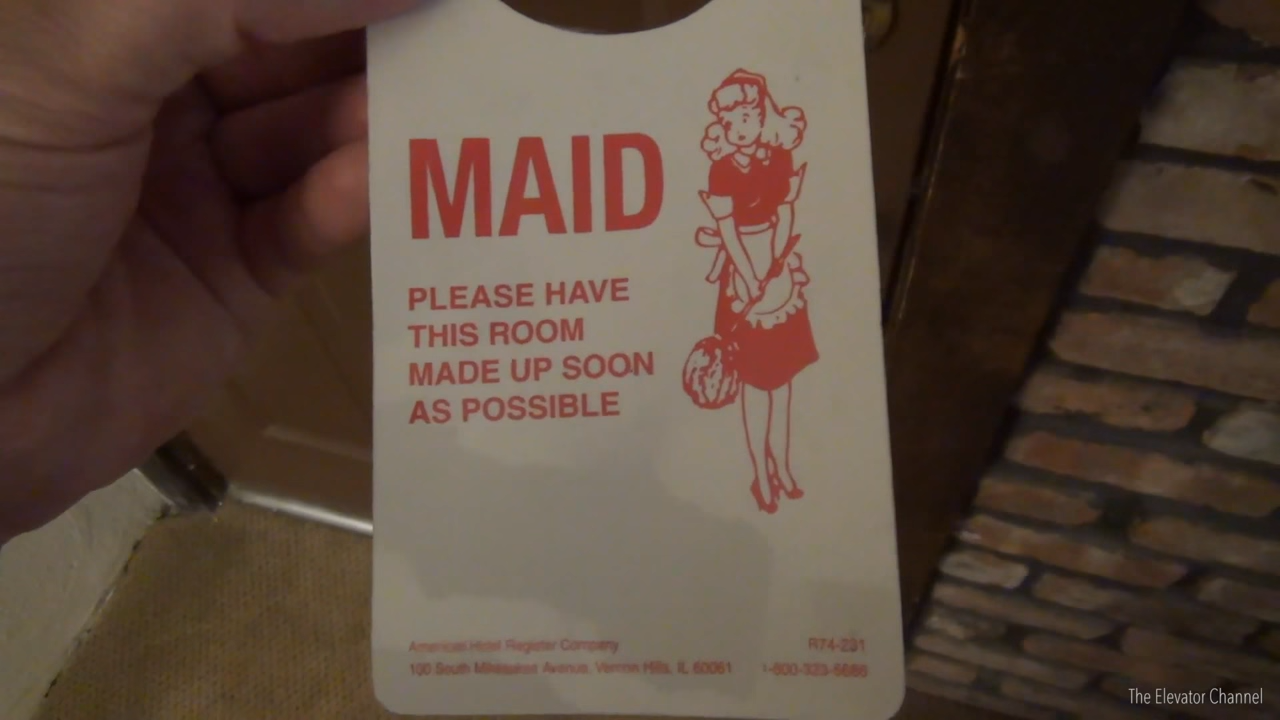 MAID
PLEASE HAVE
THIS ROOM
MADE UP SOON
AS POSSIBLE
American Hotel Register Company
100 South Milwaukee Avenue, Vernon Hills, IL 60061
R74-231
1-800-323-5686
The Elevator Channel